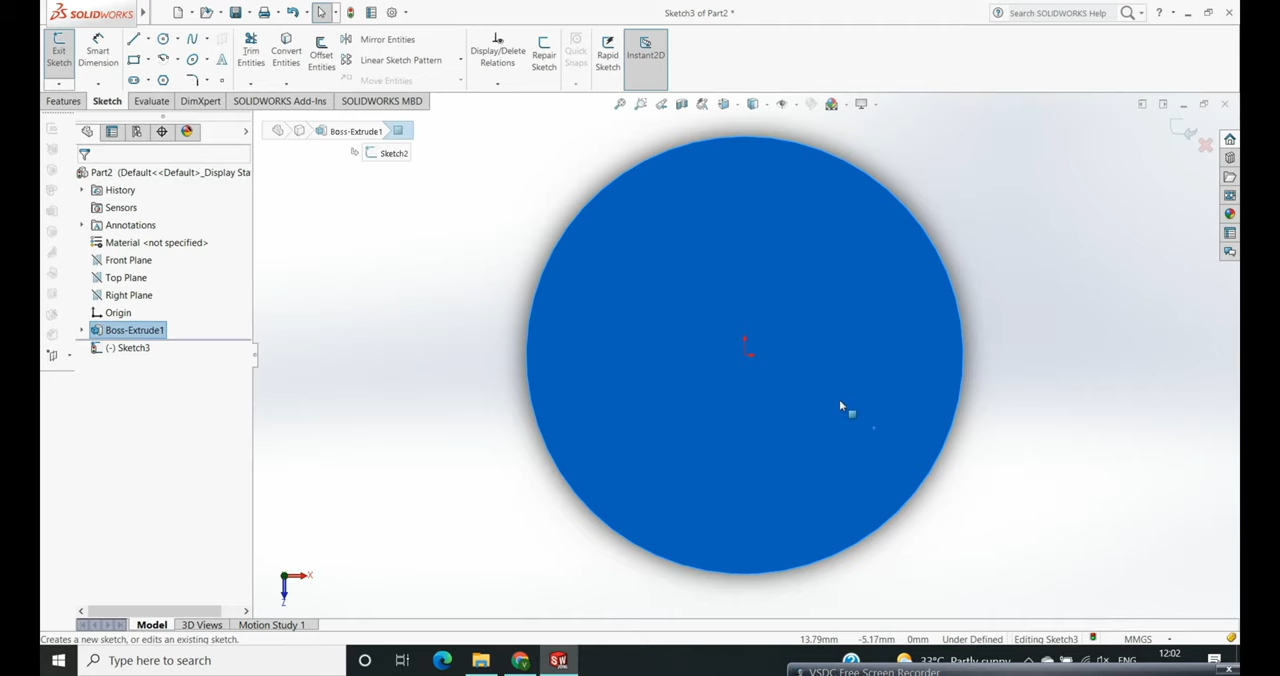 SOLIDWORKS
Sketch3 of Part2 *
Search SOLIDWORKS Help
Exit Sketch
Smart Dimension
Trim Entities
Convert Entities
Offset Entities
Mirror Entities
Linear Sketch Pattern
Move Entities
Display/Delete Relations
Repair Sketch
Quick Snaps
Rapid Sketch
Instant2D
Features Sketch Evaluate DimXpert SOLIDWORKS Add-Ins SOLIDWORKS MBD
Boss-Extrude1
Sketch2
Part2 (Default<<Default>_Display Sta
History
Sensors
Annotations
Material <not specified>
Front Plane
Top Plane
Right Plane
Origin
Boss-Extrude1
(-) Sketch3
X
Z
Model 3D Views Motion Study 1
Creates a new sketch, or edits an existing sketch.
13.79mm -5.17mm 0mm Under Defined Editing Sketch3 MMGS
Type here to search
33°C Partly sunny
ENG
12:02
VSDC Free Screen Recorder